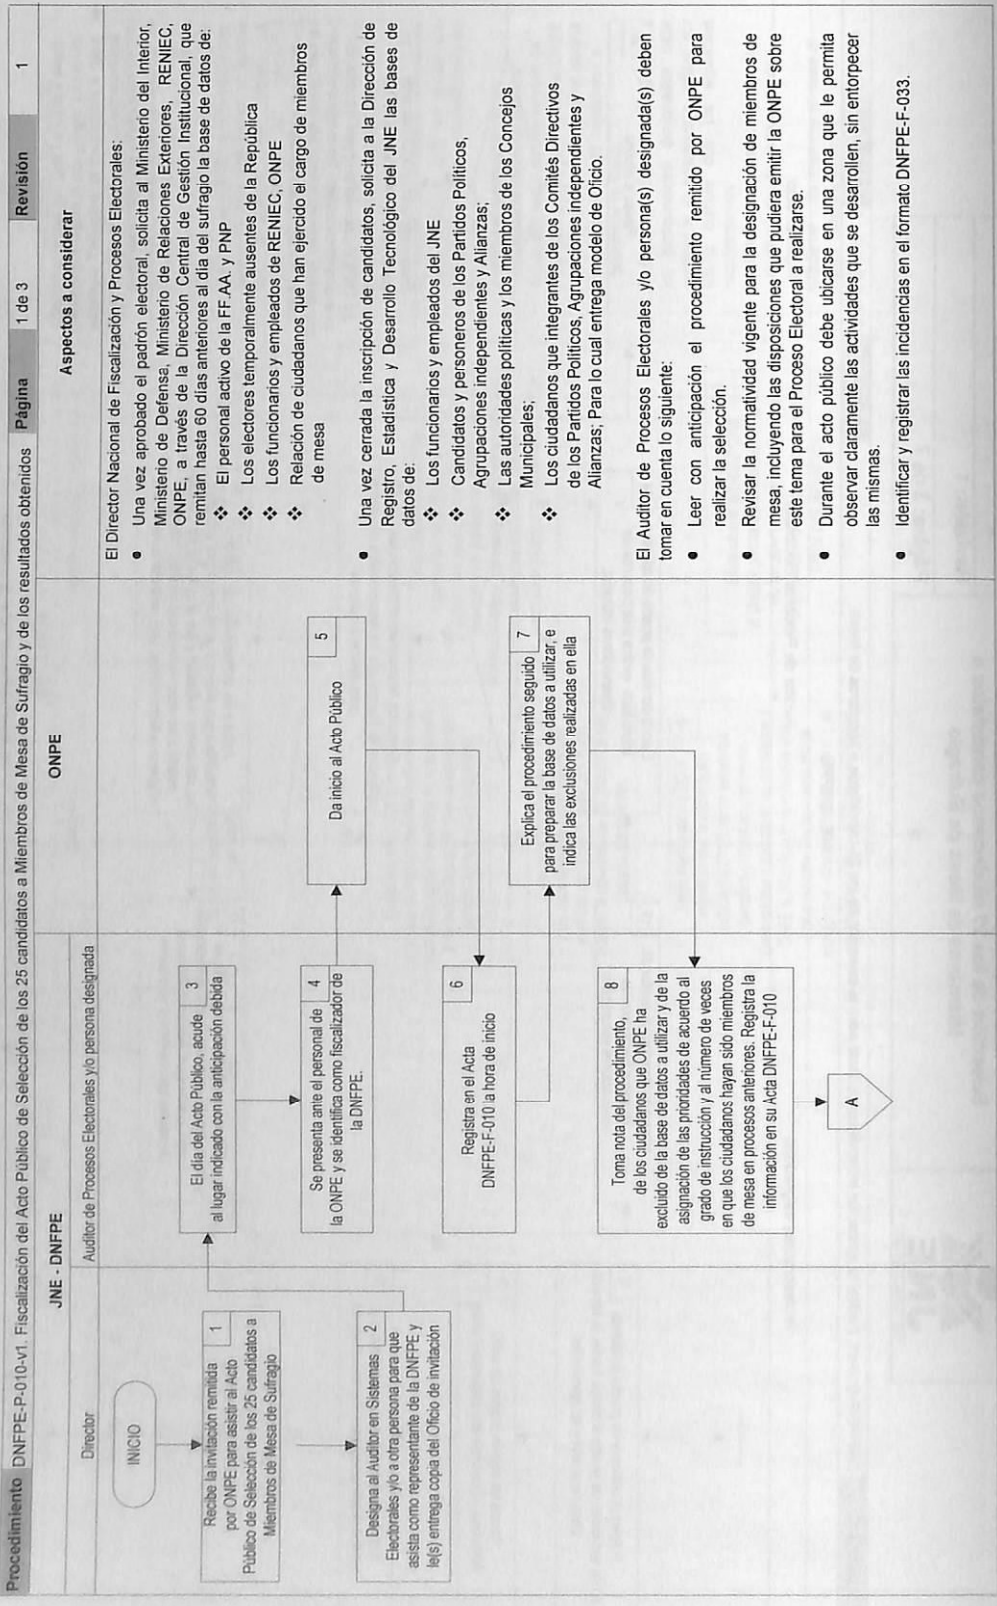 Procedimiento DNFPE-P-010-v1. Fiscalización del Acto Público de Selección de los 25 candidatos a Miembros de Mesa de Sufragio y de los resultados obtenidos Página 1 de 3 Revisión 1
JNE - DNFPE
ONPE
Aspectos a considerar
Director
Auditor de Procesos Electorales y/o persona designada
INICIO
1
Recibe la invitación remitida
por ONPE para asistir al Acto
Público de Selección de los 25 candidatos a
Miembros de Mesa de Sufragio
2
Designa al Auditor en Sistemas
Electorales y/o a otra persona para que
asista como representante de la DNFPE y
le(s) entrega copia del Oficio de invitación
3
El día del Acto Público, acude
al lugar indicado con la anticipación debida
4
Se presenta ante el personal de
la ONPE y se identifica como fiscalizador de
la DNFPE.
5
Da inicio al Acto Público
6
Registra en el Acta
DNFPE-F-010 la hora de inicio
7
Explica el procedimiento seguido
para preparar la base de datos a utilizar, e
indica las exclusiones realizadas en ella
8
Toma nota del procedimiento,
de los ciudadanos que ONPE ha
excluido de la base de datos a utilizar y de la
asignación de las prioridades de acuerdo al
grado de instrucción y al número de veces
en que los ciudadanos hayan sido miembros
de mesa en procesos anteriores. Registra la
información en su Acta DNFPE-F-010
A
El Director Nacional de Fiscalización y Procesos Electorales:
● Una vez aprobado el padrón electoral, solicita al Ministerio del Interior,
Ministerio de Defensa, Ministerio de Relaciones Exteriores, RENIEC,
ONPE, a través de la Dirección Central de Gestión Institucional, que
remitan hasta 60 días anteriores al día del sufragio la base de datos de:
❖ El personal activo de la FF.AA. y PNP
❖ Los electores temporalmente ausentes de la República
❖ Los funcionarios y empleados de RENIEC, ONPE
❖ Relación de ciudadanos que han ejercido el cargo de miembros
de mesa
● Una vez cerrada la inscripción de candidatos, solicita a la Dirección de
Registro, Estadística y Desarrollo Tecnológico del JNE las bases de
datos de:
❖ Los funcionarios y empleados del JNE
❖ Candidatos y personeros de los Partidos Políticos,
Agrupaciones independientes y Alianzas;
❖ Las autoridades políticas y los miembros de los Concejos
Municipales;
❖ Los ciudadanos que integrantes de los Comités Directivos
de los Partidos Políticos, Agrupaciones independientes y
Alianzas; Para lo cual entrega modelo de Oficio.
El Auditor de Procesos Electorales y/o persona(s) designada(s) deben
tomar en cuenta lo siguiente:
● Leer con anticipación el procedimiento remitido por ONPE para
realizar la selección.
● Revisar la normatividad vigente para la designación de miembros de
mesa, incluyendo las disposiciones que pudiera emitir la ONPE sobre
este tema para el Proceso Electoral a realizarse.
● Durante el acto público debe ubicarse en una zona que le permita
observar claramente las actividades que se desarrollen, sin entorpecer
las mismas.
● Identificar y registrar las incidencias en el formato DNFPE-F-033.